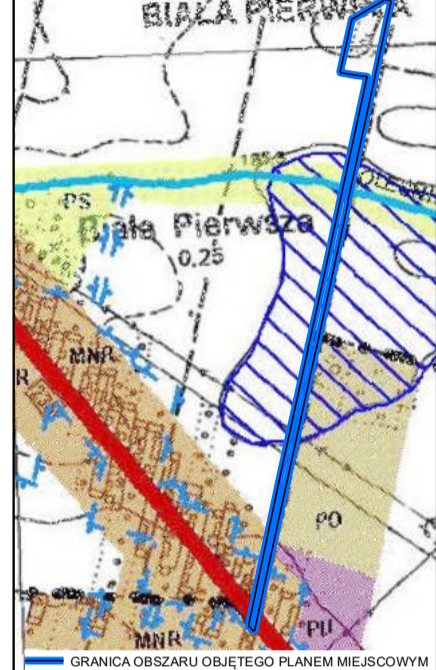 BIAŁA PIERWSZA
PS
Biała Pierwsza
0,25
MNR
R
PO
MNR
PU
GRANICA OBSZARU OBJĘTEGO PLANEM MIEJSCOWYM